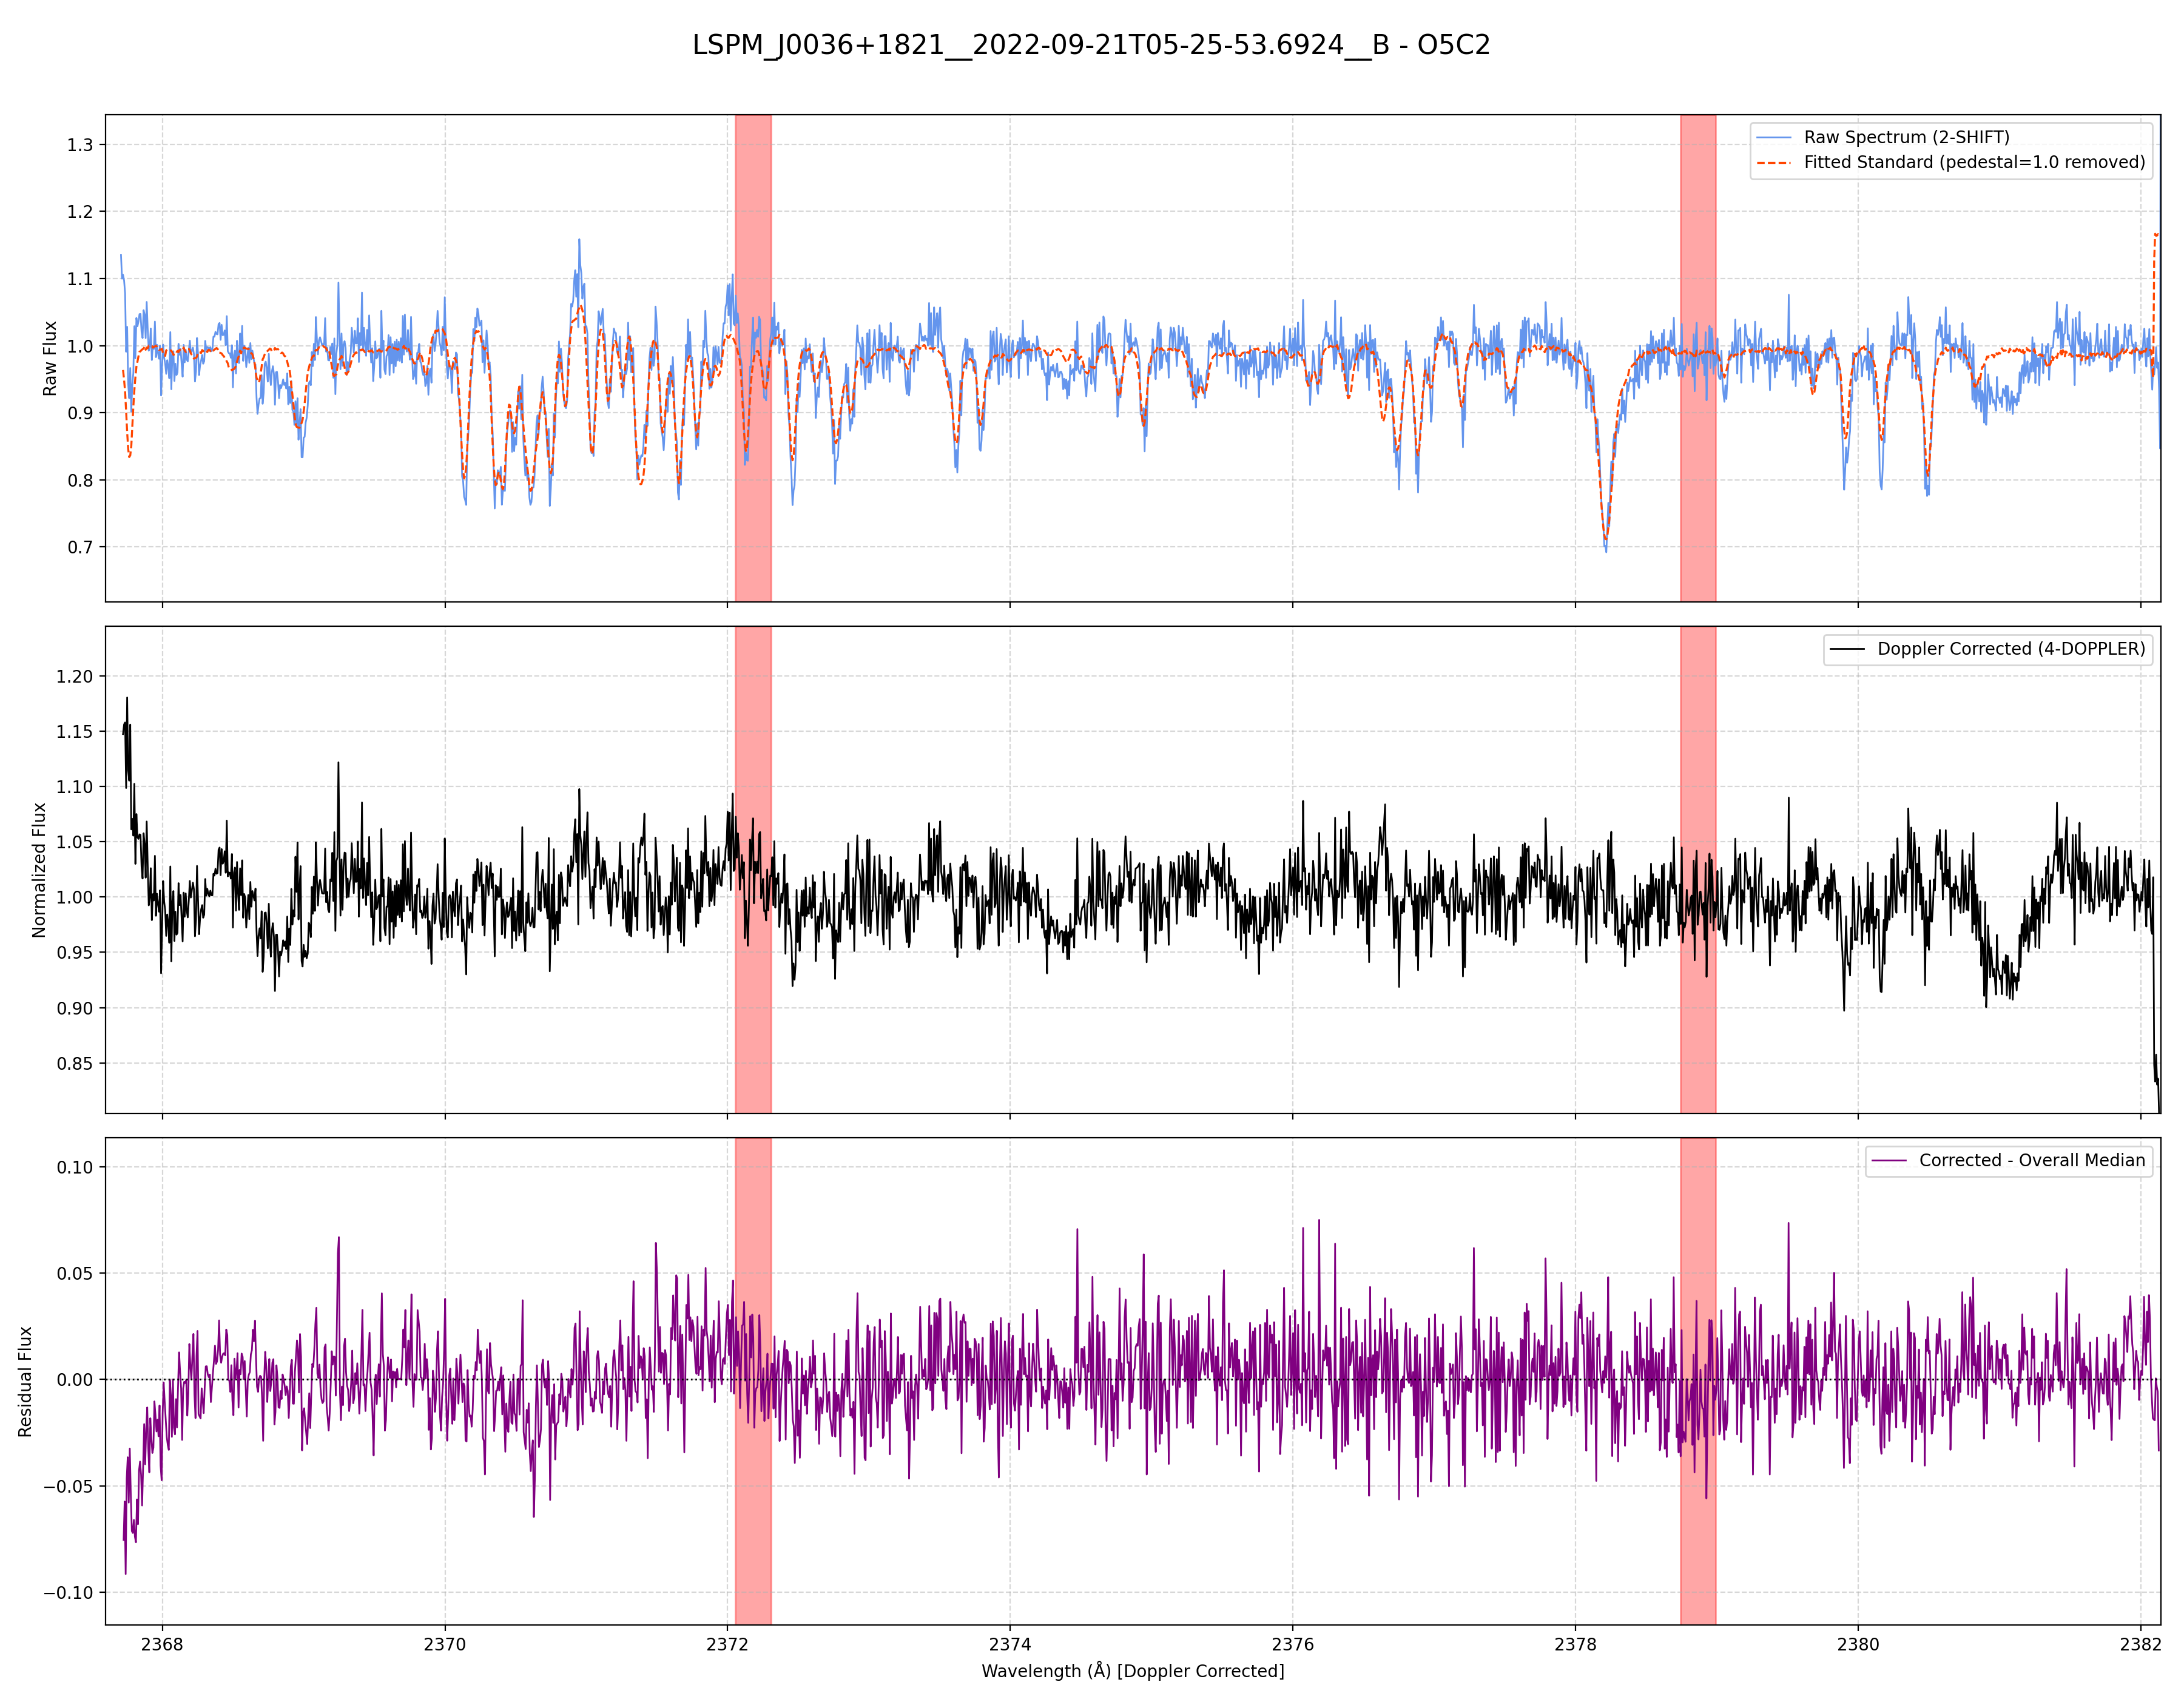 LSPM_J0036+1821__2022-09-21T05-25-53.6924__B - O5C2
Raw Flux
1.3
1.2
1.1
1.0
0.9
0.8
0.7
Raw Spectrum (2-SHIFT)
Fitted Standard (pedestal=1.0 removed)
Normalized Flux
1.20
1.15
1.10
1.05
1.00
0.95
0.90
0.85
Doppler Corrected (4-DOPPLER)
Residual Flux
0.10
0.05
0.00
−0.05
−0.10
Corrected - Overall Median
2368 2370 2372 2374 2376 2378 2380 2382
Wavelength (Å) [Doppler Corrected]